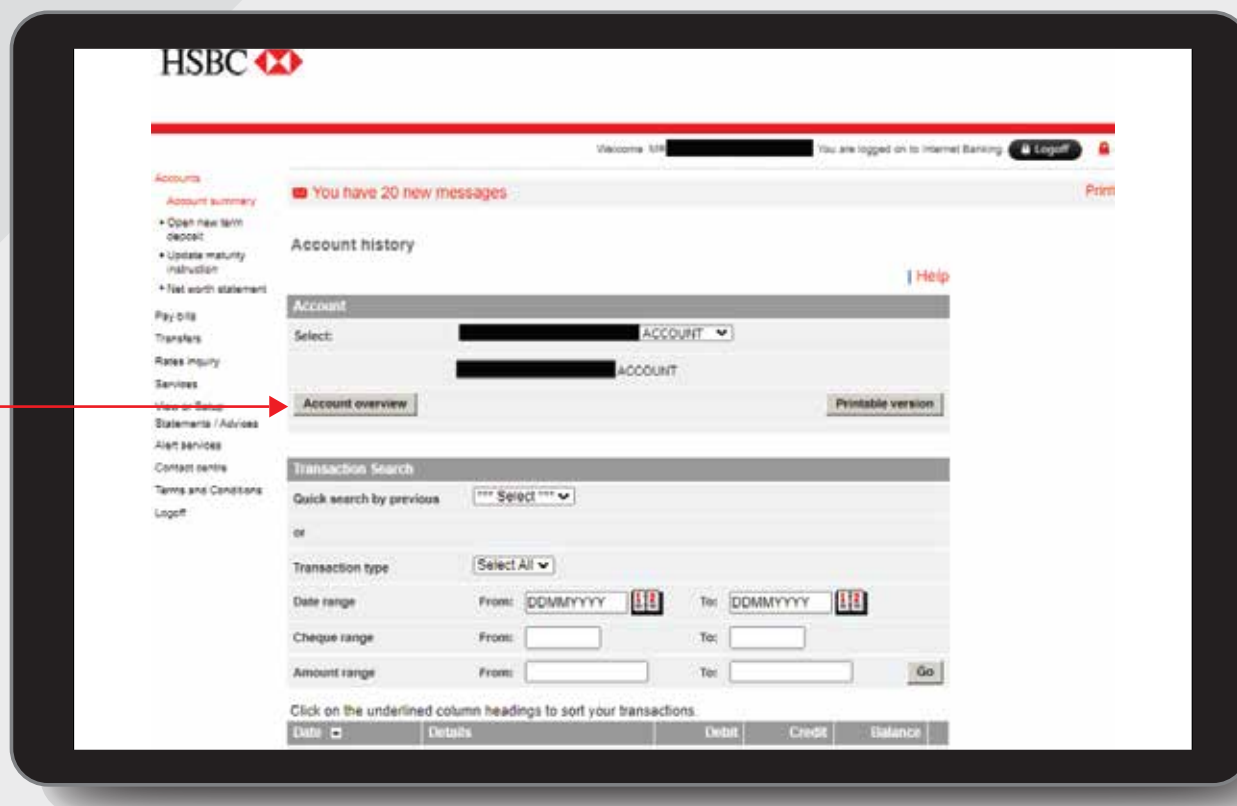 HSBC
Welcome MR
You are logged on to Internet Banking
Logoff
Accounts
Account summary
Open new term
deposit
Update maturity
instruction
Net worth statement
Pay bills
Transfers
Rates inquiry
Services
View or Setup
Statements / Advices
Alert services
Contact centre
Terms and Conditions
Logoff
You have 20 new messages
Print
Account history
| Help
Account
Select:
ACCOUNT
ACCOUNT
Account overview
Printable version
Transaction Search
Quick search by previous
*** Select ***
or
Transaction type
Select All
Date range From: DDMMYYYY To: DDMMYYYY
Cheque range From: To:
Amount range From: To: Go
Click on the underlined column headings to sort your transactions.
Date Details Debit Credit Balance